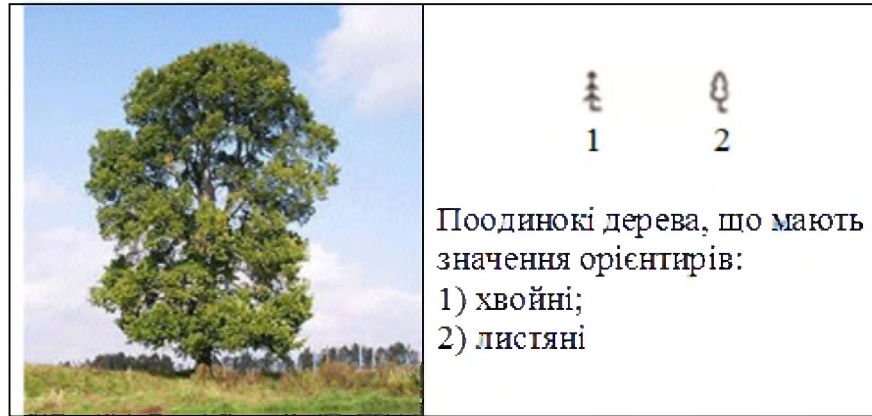 1 2
Поодинокі дерева, що мають
значення орієнтирів:
1) хвойні;
2) листяні